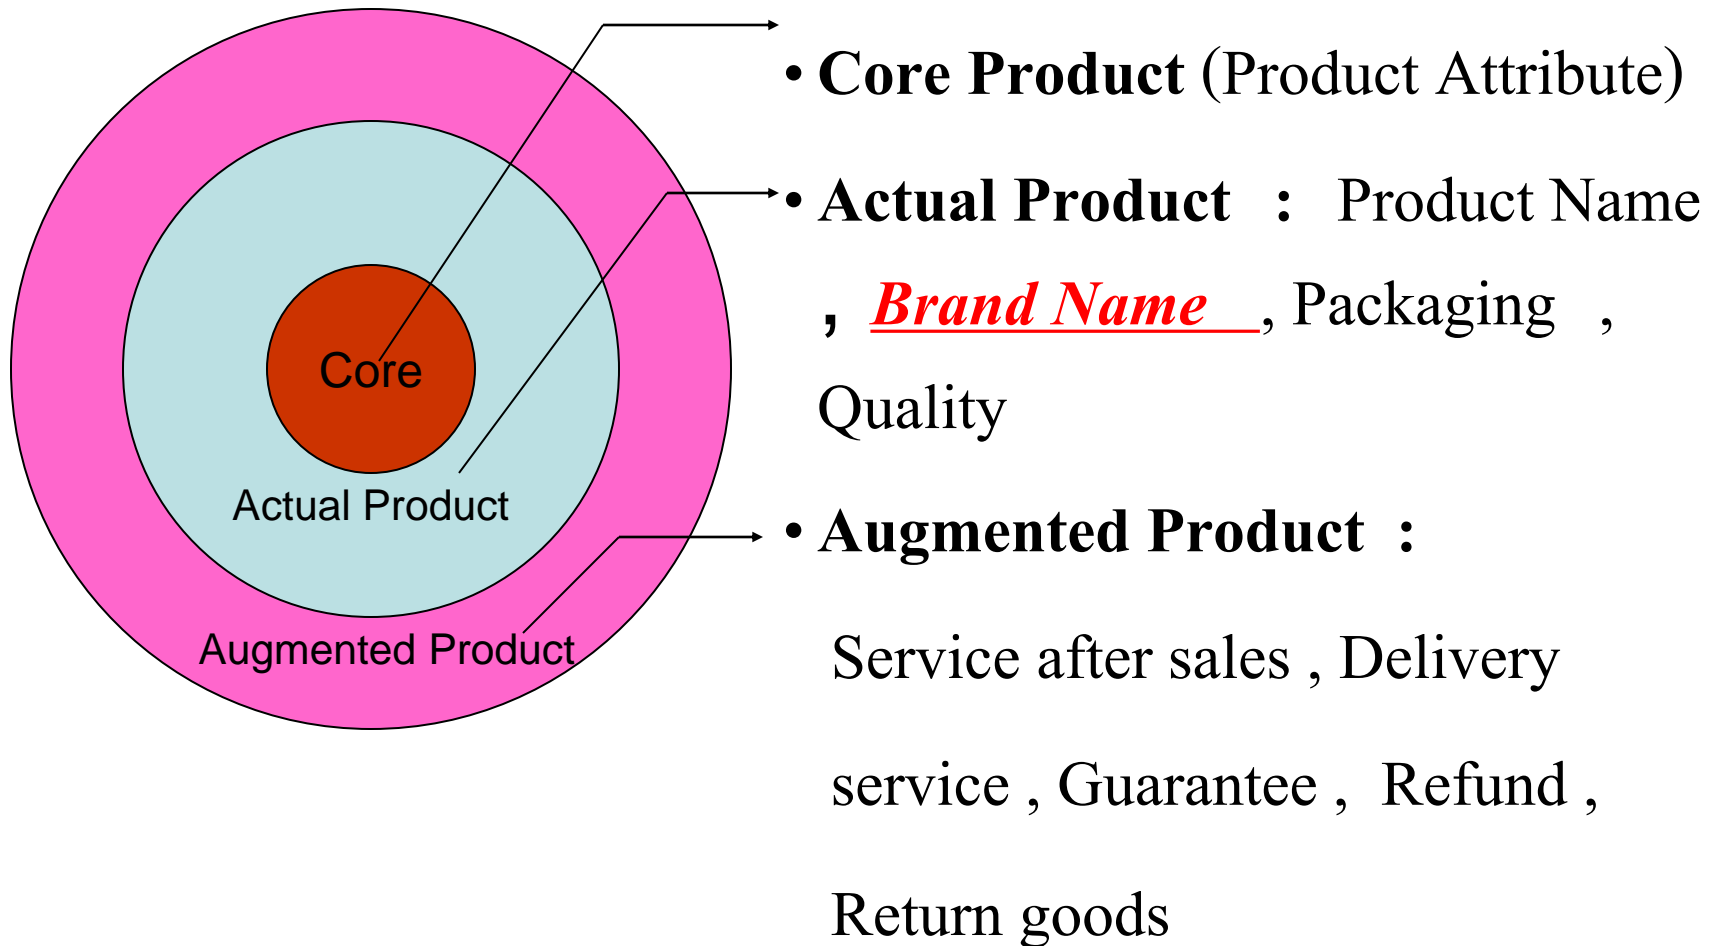 Core
Actual Product
Augmented Product
• Core Product (Product Attribute)
• Actual Product : Product Name
, Brand Name , Packaging ,
Quality
• Augmented Product :
Service after sales , Delivery
service , Guarantee , Refund ,
Return goods